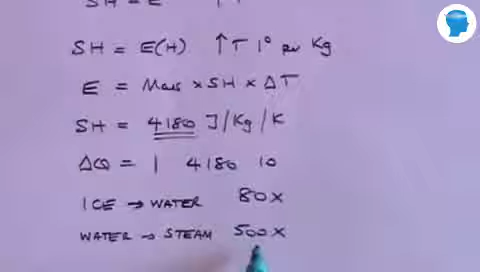 SH = E
SH = E(H) ↑T 1° per Kg
E = Mass × SH × ΔT
SH = 4180 J/Kg/K
ΔQ = 1 4180 10
ICE → WATER 80x
WATER → STEAM 500x